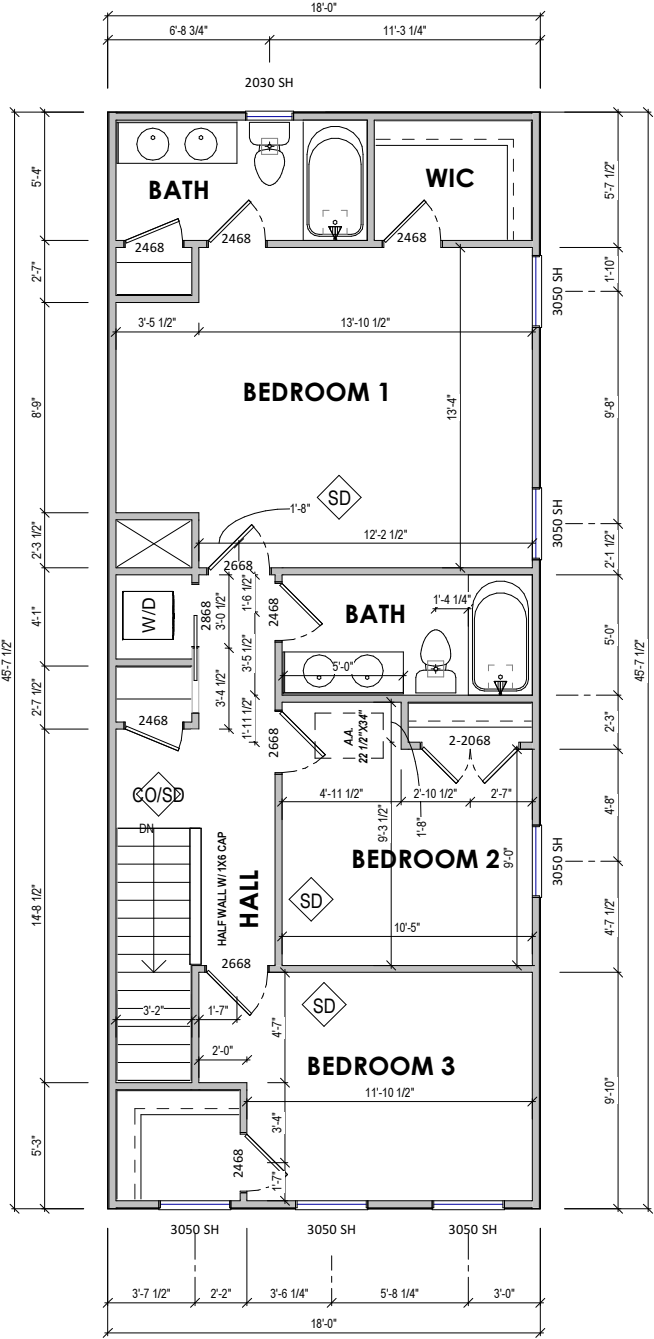 18'-0"
6'-8 3/4"
11'-3 1/4"
2030 SH
5'-4"
BATH
WIC
5'-7 1/2"
2468
2468
2468
2'-7"
1'-10"
3050 SH
3'-5 1/2"
13'-10 1/2"
BEDROOM 1
8'-9"
13'-4"
9'-8"
SD
1'-8"
12'-2 1/2"
3050 SH
2'-3 1/2"
2'-1 1/2"
2668
W/D
2868
3'-0 1/2"
1'-6 1/2"
2468
BATH
1'-4 1/4"
4'-1"
5'-0"
45'-7 1/2"
45'-7 1/2"
5'-0"
3'-5 1/2"
3'-4 1/2"
2'-7 1/2"
2468
1'-11 1/2"
2668
A.A.
22 1/2"X34"
2-2068
2'-3"
CO/SD
DN
4'-11 1/2"
2'-10 1/2"
2'-7"
1'-8"
9'-3 1/2"
9'-0"
4'-8"
BEDROOM 2
3050 SH
HALF WALL W/ 1X6 CAP
HALL
SD
14'-8 1/2"
4'-7 1/2"
10'-5"
2668
3'-2"
1'-7"
SD
4'-7"
2'-0"
BEDROOM 3
11'-10 1/2"
9'-10"
3'-4"
5'-3"
2468
1'-7"
3050 SH
3050 SH
3050 SH
3'-7 1/2"
2'-2"
3'-6 1/4"
5'-8 1/4"
3'-0"
18'-0"